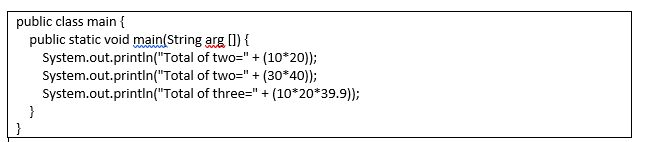 public class main {
public static void main(String arg []) {
System.out.println("Total of two=" + (10*20));
System.out.println("Total of two=" + (30*40));
System.out.println("Total of three=" + (10*20*39.9));
}
}